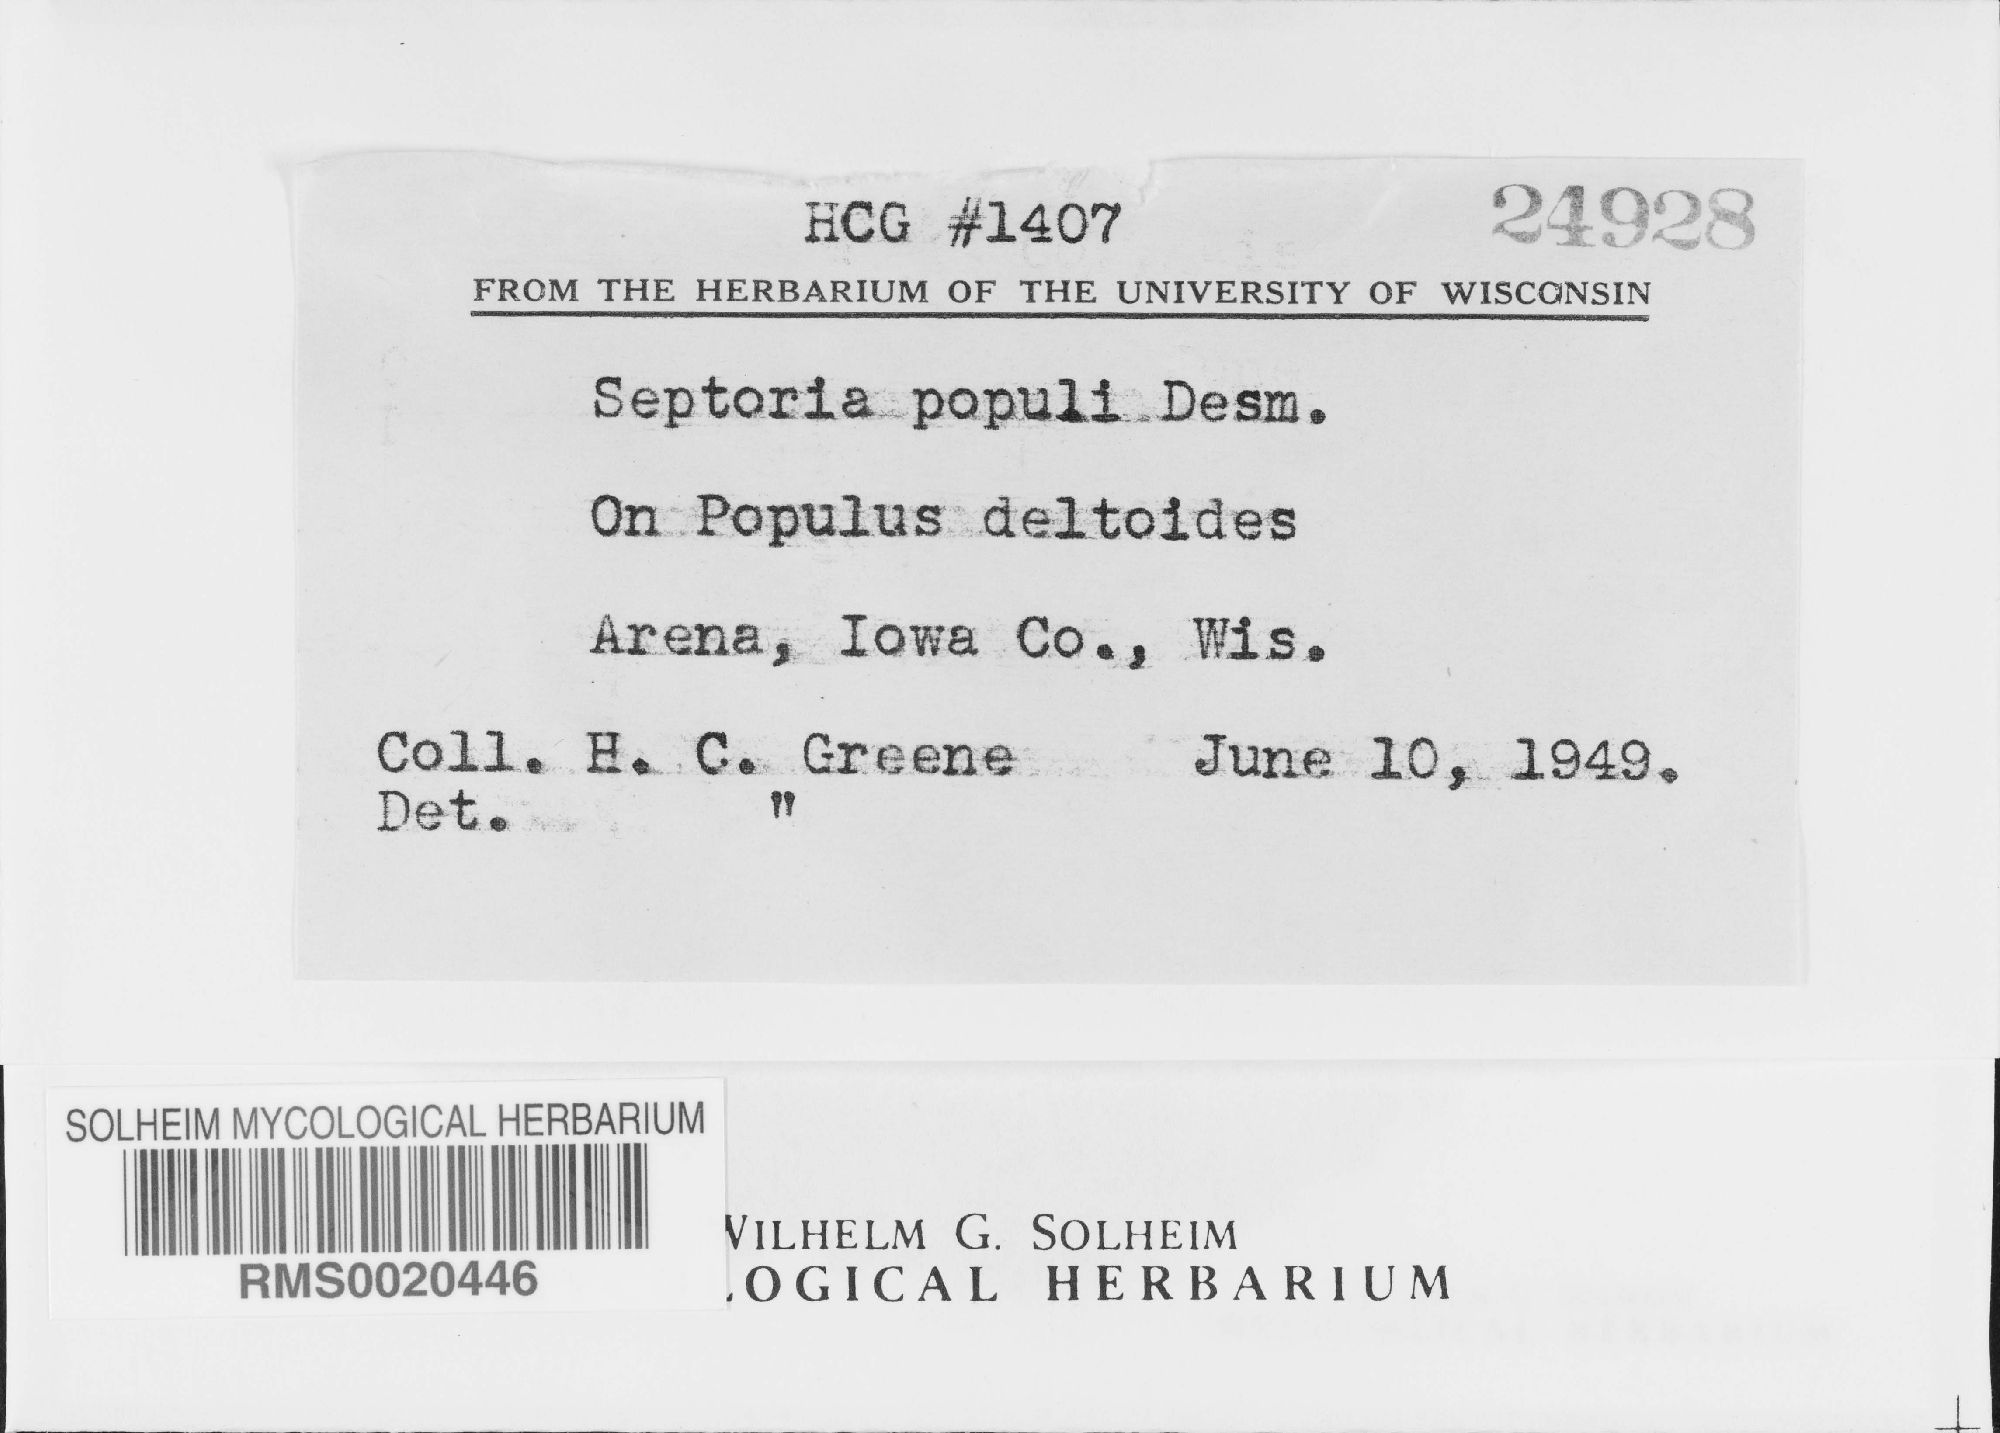 HCG #1407
24928
FROM THE HERBARIUM OF THE UNIVERSITY OF WISCONSIN
Septoria populi Desm.
On Populus deltoides
Arena, Iowa Co., Wis.
Coll. H. C. Greene June 10, 1949.
Det. "
SOLHEIM MYCOLOGICAL HERBARIUM
RMS0020446
WILHELM G. SOLHEIM
LOGICAL HERBARIUM